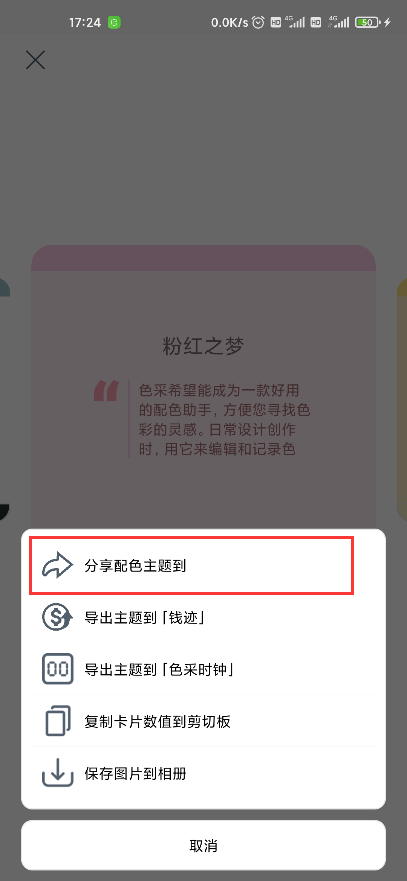 17:24
0.0K/s
HD
4G
HD
4G
50
粉红之梦
色采希望能成为一款好用
的配色助手，方便您寻找色
彩的灵感。日常设计创作
时，用它来编辑和记录色
分享配色主题到
导出主题到「钱迹」
导出主题到「色采时钟」
复制卡片数值到剪切板
保存图片到相册
取消